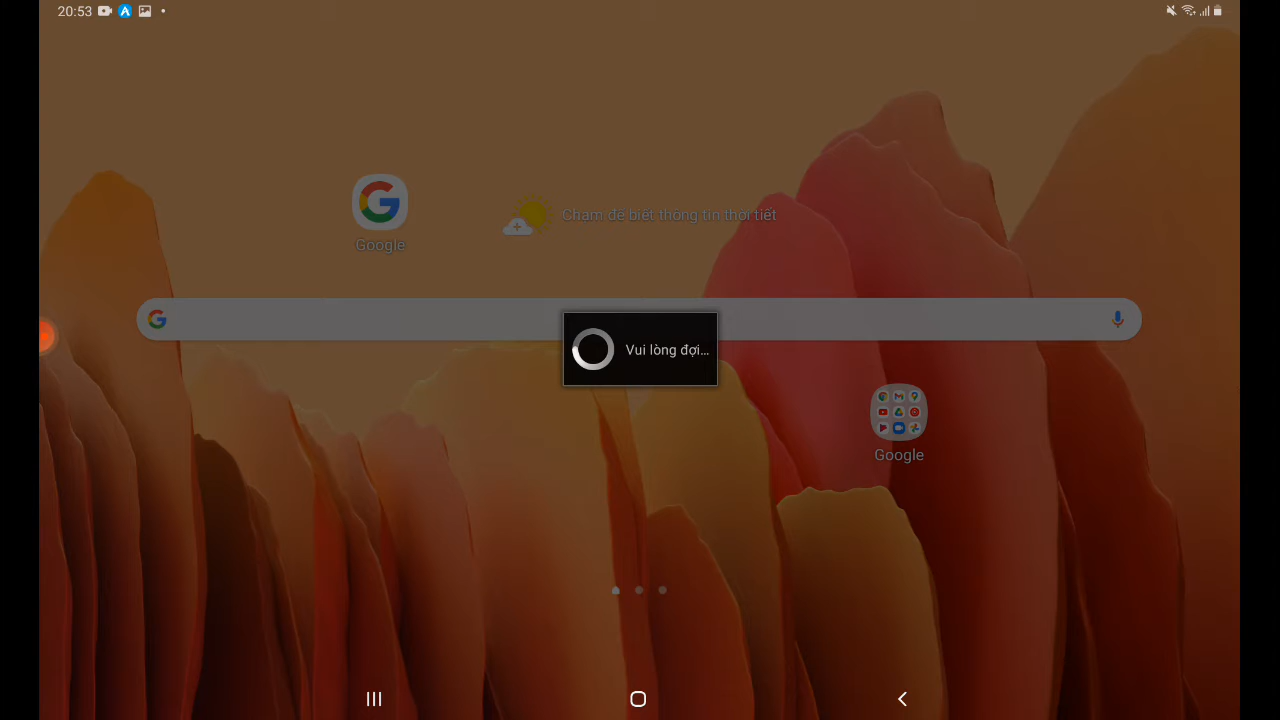 20:53
Google
Chạm để biết thông tin thời tiết
Vui lòng đợi...
Google